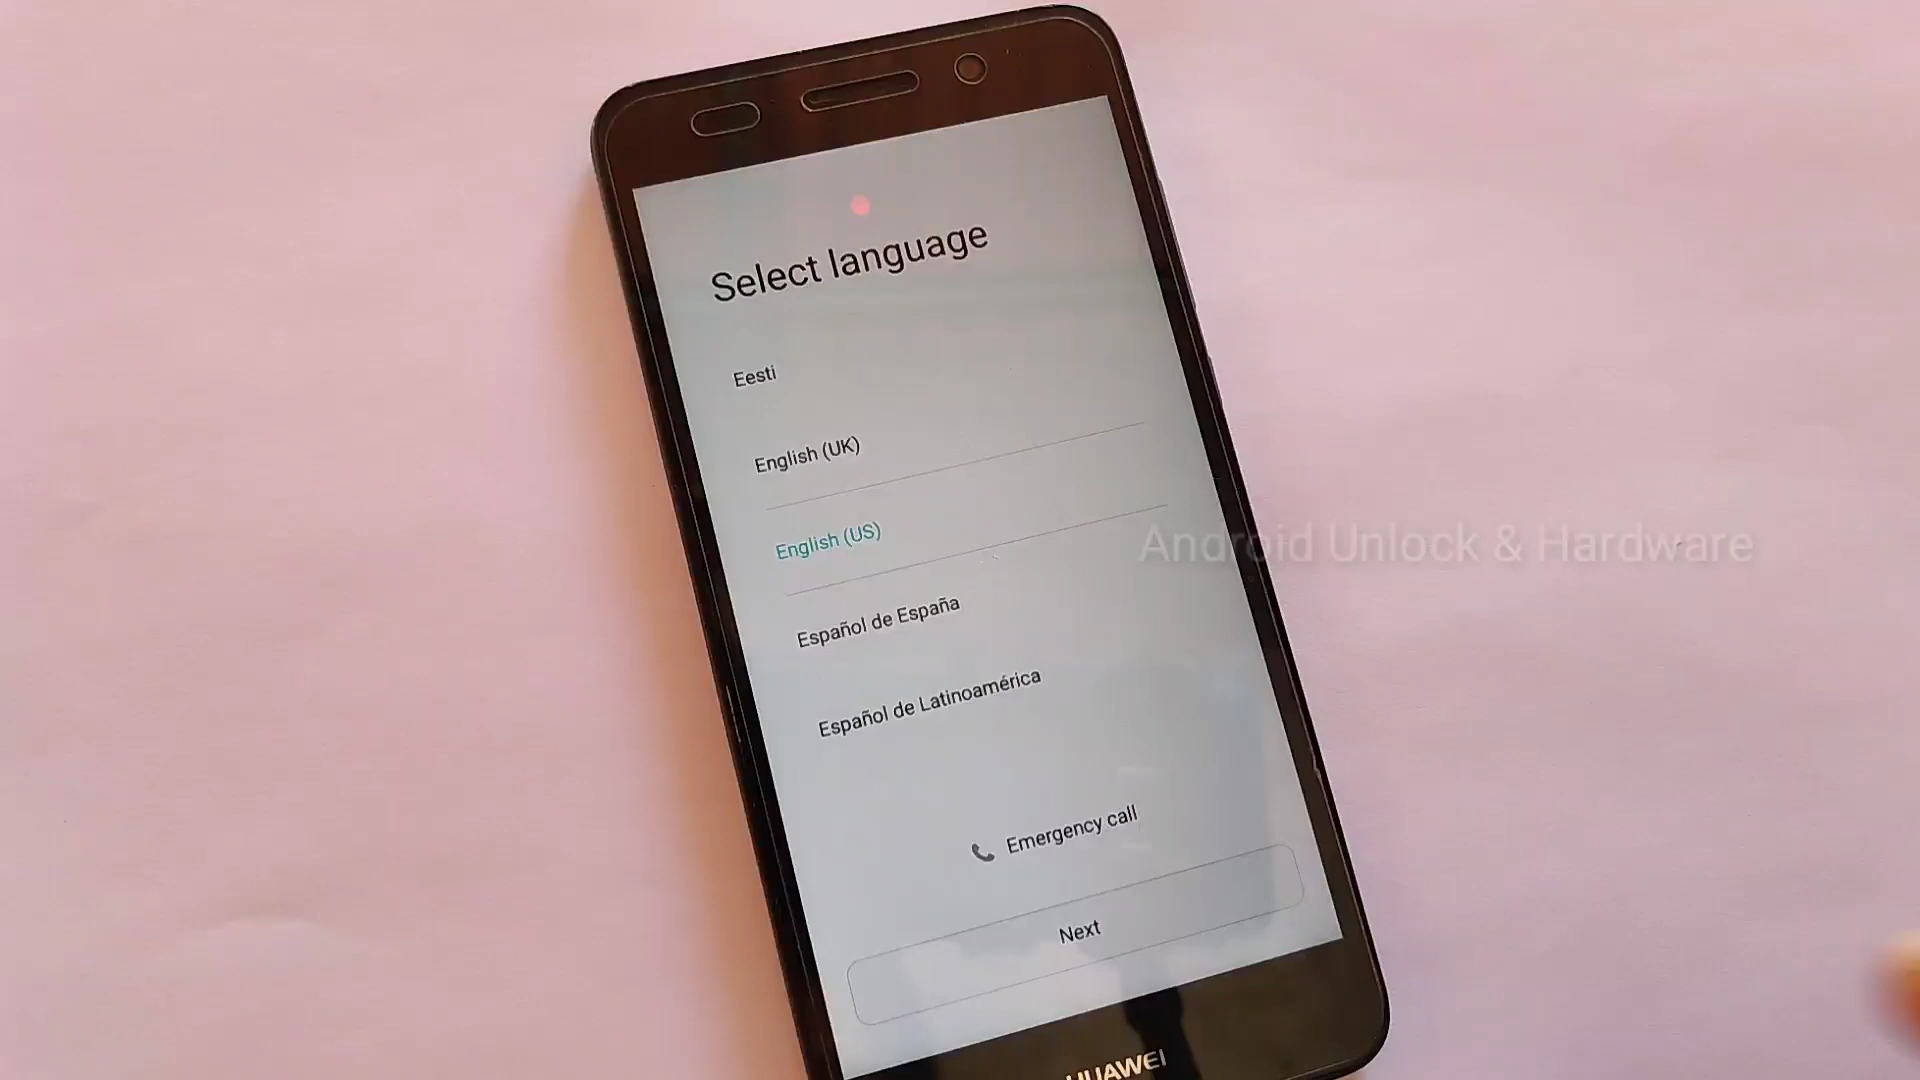 Select language
Eesti
English (UK)
English (US)
Android Unlock & Hardware
Español de España
Español de Latinoamérica
Emergency call
Next
HUAWEI